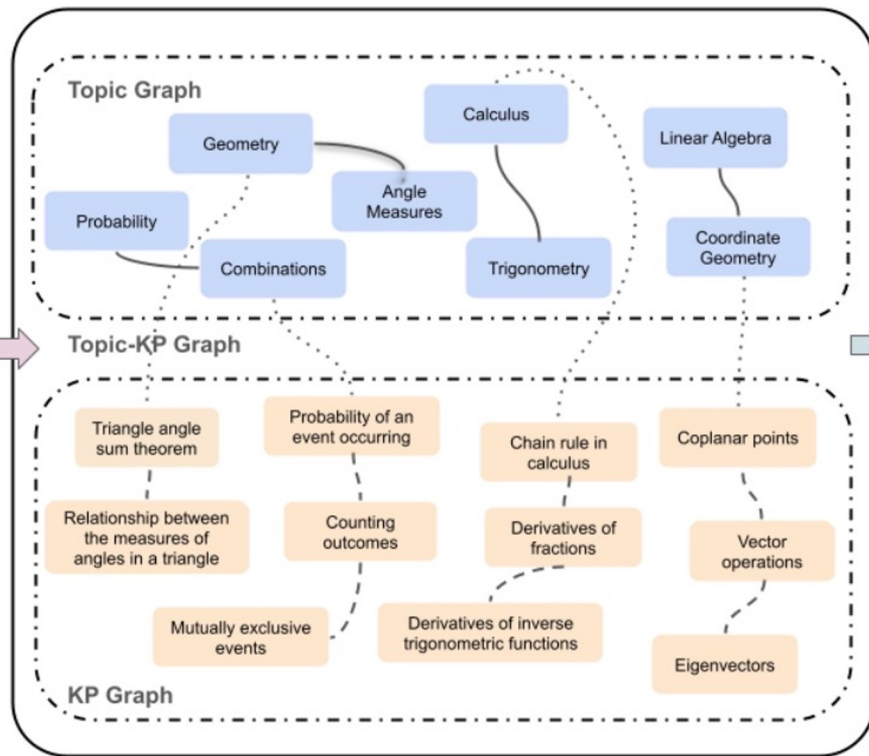 Topic Graph
Calculus
Geometry
Linear Algebra
Angle
Measures
Probability
Combinations
Trigonometry
Coordinate
Geometry
Topic-KP Graph
Triangle angle
sum theorem
Probability of an
event occurring
Chain rule in
calculus
Coplanar points
Relationship between
the measures of
angles in a triangle
Counting
outcomes
Derivatives of
fractions
Vector
operations
Mutually exclusive
events
Derivatives of inverse
trigonometric functions
Eigenvectors
KP Graph